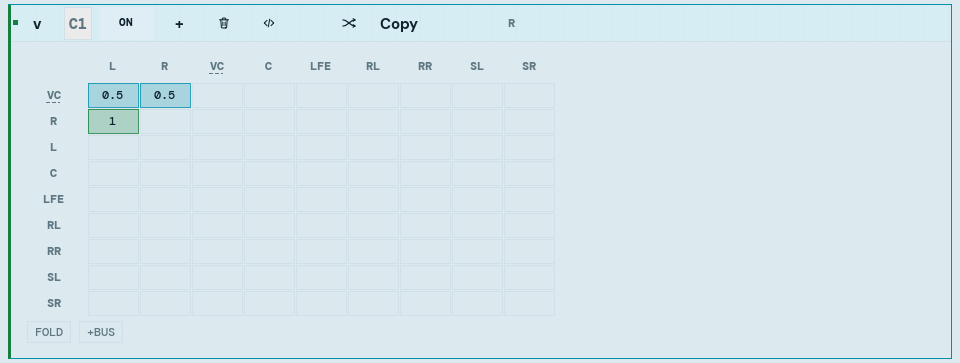 v C1 ON + </> Copy R
L R VC C LFE RL RR SL SR
VC 0.5 0.5
R 1
L
C
LFE
RL
RR
SL
SR
FOLD +BUS